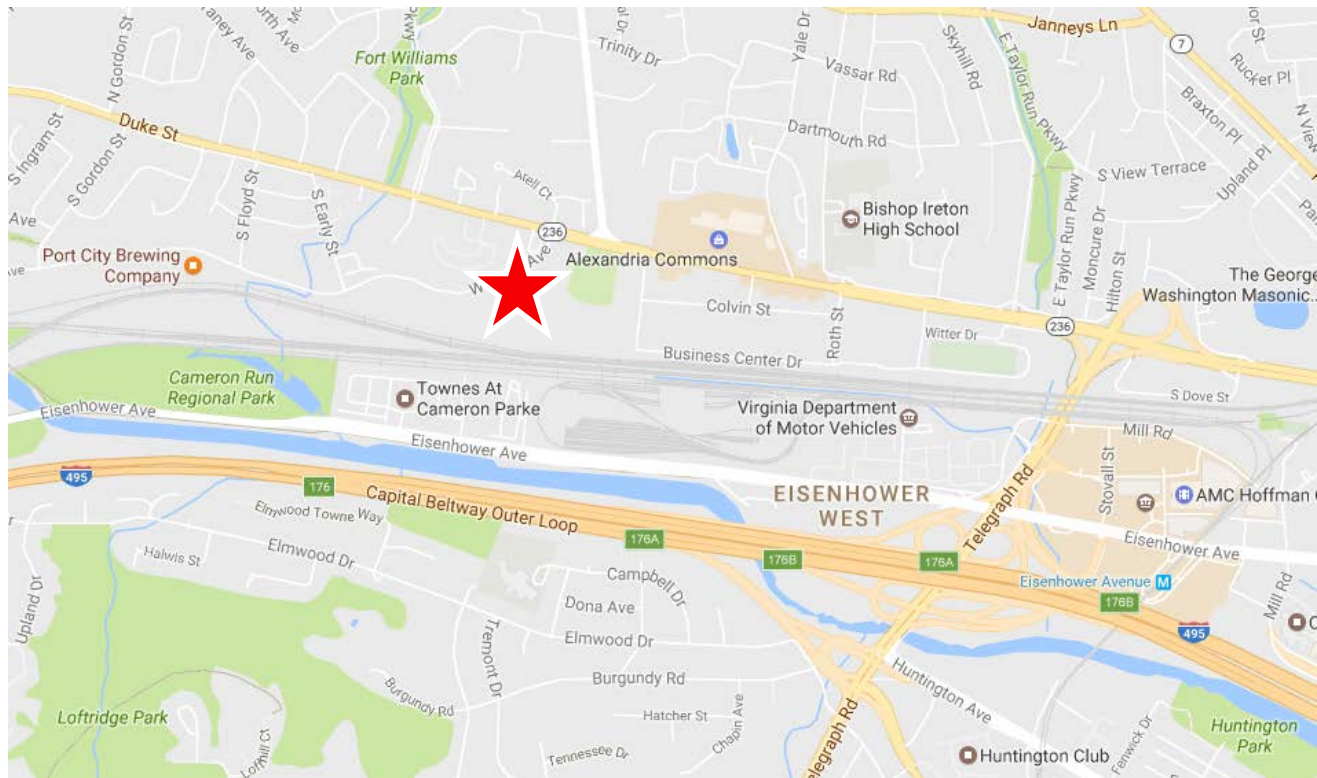 Janneys Ln
7
Rucker Pl
Braxton Pl
Upland Pl
N View
S View Terrace
Moncure Dr
Hilton St
E Taylor Run Pkwy
E Taylor Run Pkwy
Skyhill Rd
Yale Dr
Vassar Rd
Dartmouth Rd
Trinity Dr
Fort Williams
Park
N Gordon St
Duke St
S Ingram St
S Gordon St
S Floyd St
S Early St
Ave
Atell Ct
236
Bishop Ireton
High School
Alexandria Commons
Port City Brewing
Company
Colvin St
Roth St
Witter Dr
236
The George
Washington Masonic...
Business Center Dr
Cameron Run
Regional Park
Townes At
Cameron Parke
Virginia Department
of Motor Vehicles
S Dove St
Mill Rd
Stovall St
AMC Hoffman
Eisenhower Ave
Eisenhower Ave
Eisenhower Ave
EISENHOWER
WEST
Telegraph Rd
495
176
Capital Beltway Outer Loop
176A
176B
176A
176B
Eisenhower Avenue
M
Mill Rd
495
Elmwood Towne Way
Halwis St
Elmwood Dr
Upland Dr
Campbell Dr
Dona Ave
Elmwood Dr
Tremont Dr
Burgundy Rd
Burgundy Rd
Hatcher St
Chapin Ave
Tennessee Dr
Telegraph Rd
Huntington Ave
Huntington Club
Fenwick Dr
Huntington
Park
Loftridge Park